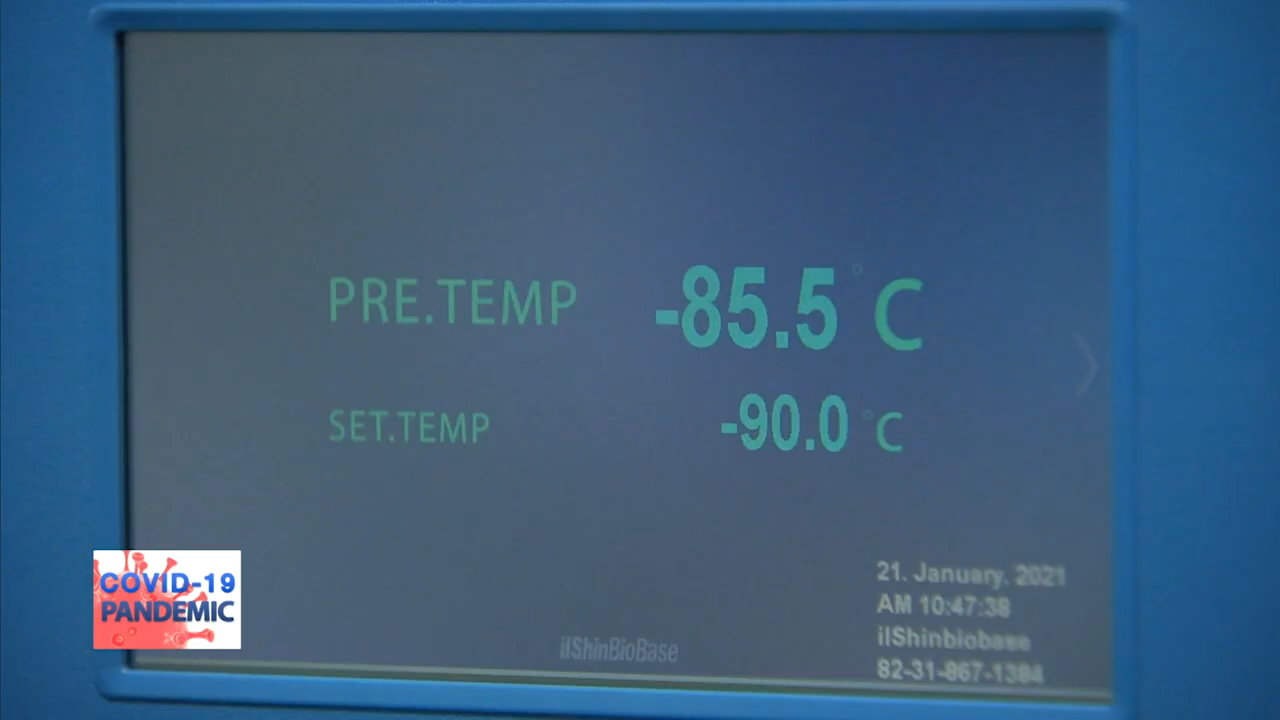 PRE.TEMP -85.5 °C
SET.TEMP -90.0 °C
COVID-19
PANDEMIC
ilShinBioBase
21. January. 2021
AM 10:47:38
ilShinbiobase
82-31-867-1384